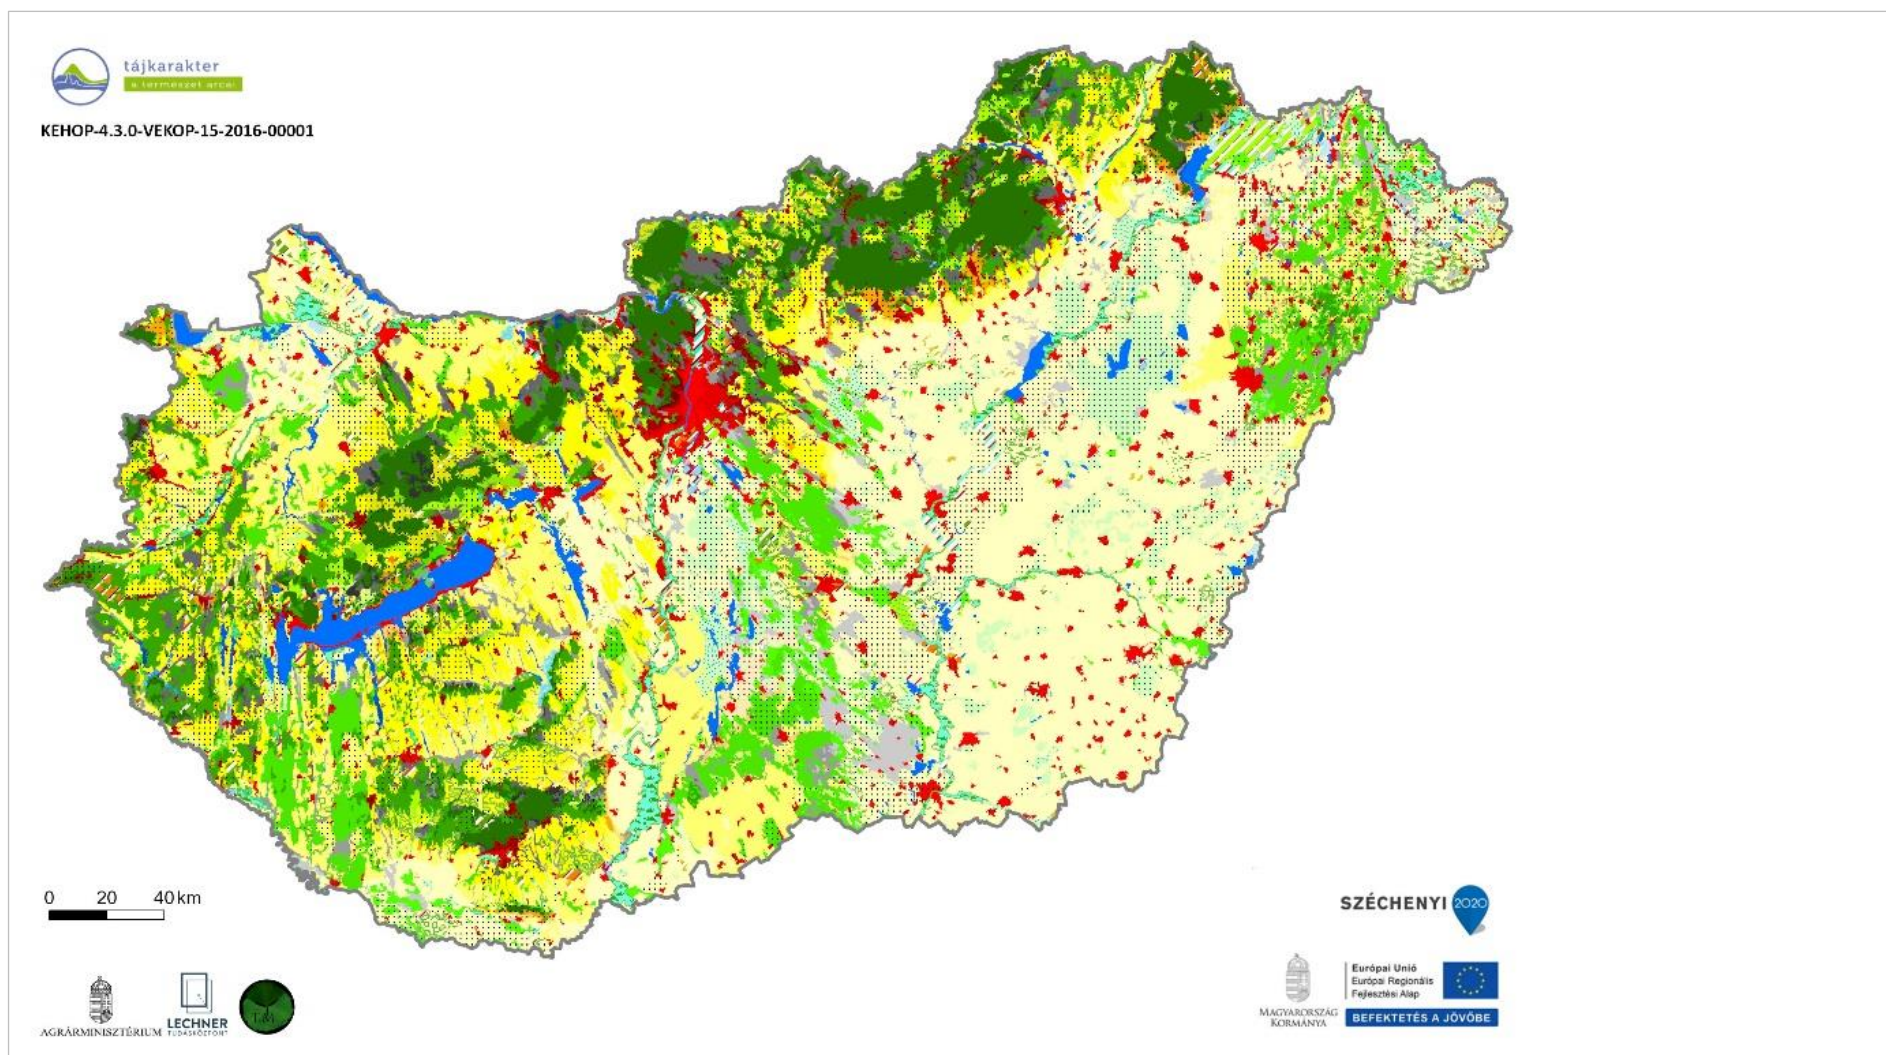 tájkarakter
a természet arcai
KEHOP-4.3.0-VEKOP-15-2016-00001
0 20 40 km
SZÉCHENYI 2020
Európai Unió
Európai Regionális
Fejlesztési Alap
MAGYARORSZÁG
KORMÁNYA
BEFEKTETÉS A JÖVŐBE
AGRÁRMINISZTÉRIUM
LECHNER
TUDÁSKÖZPONT